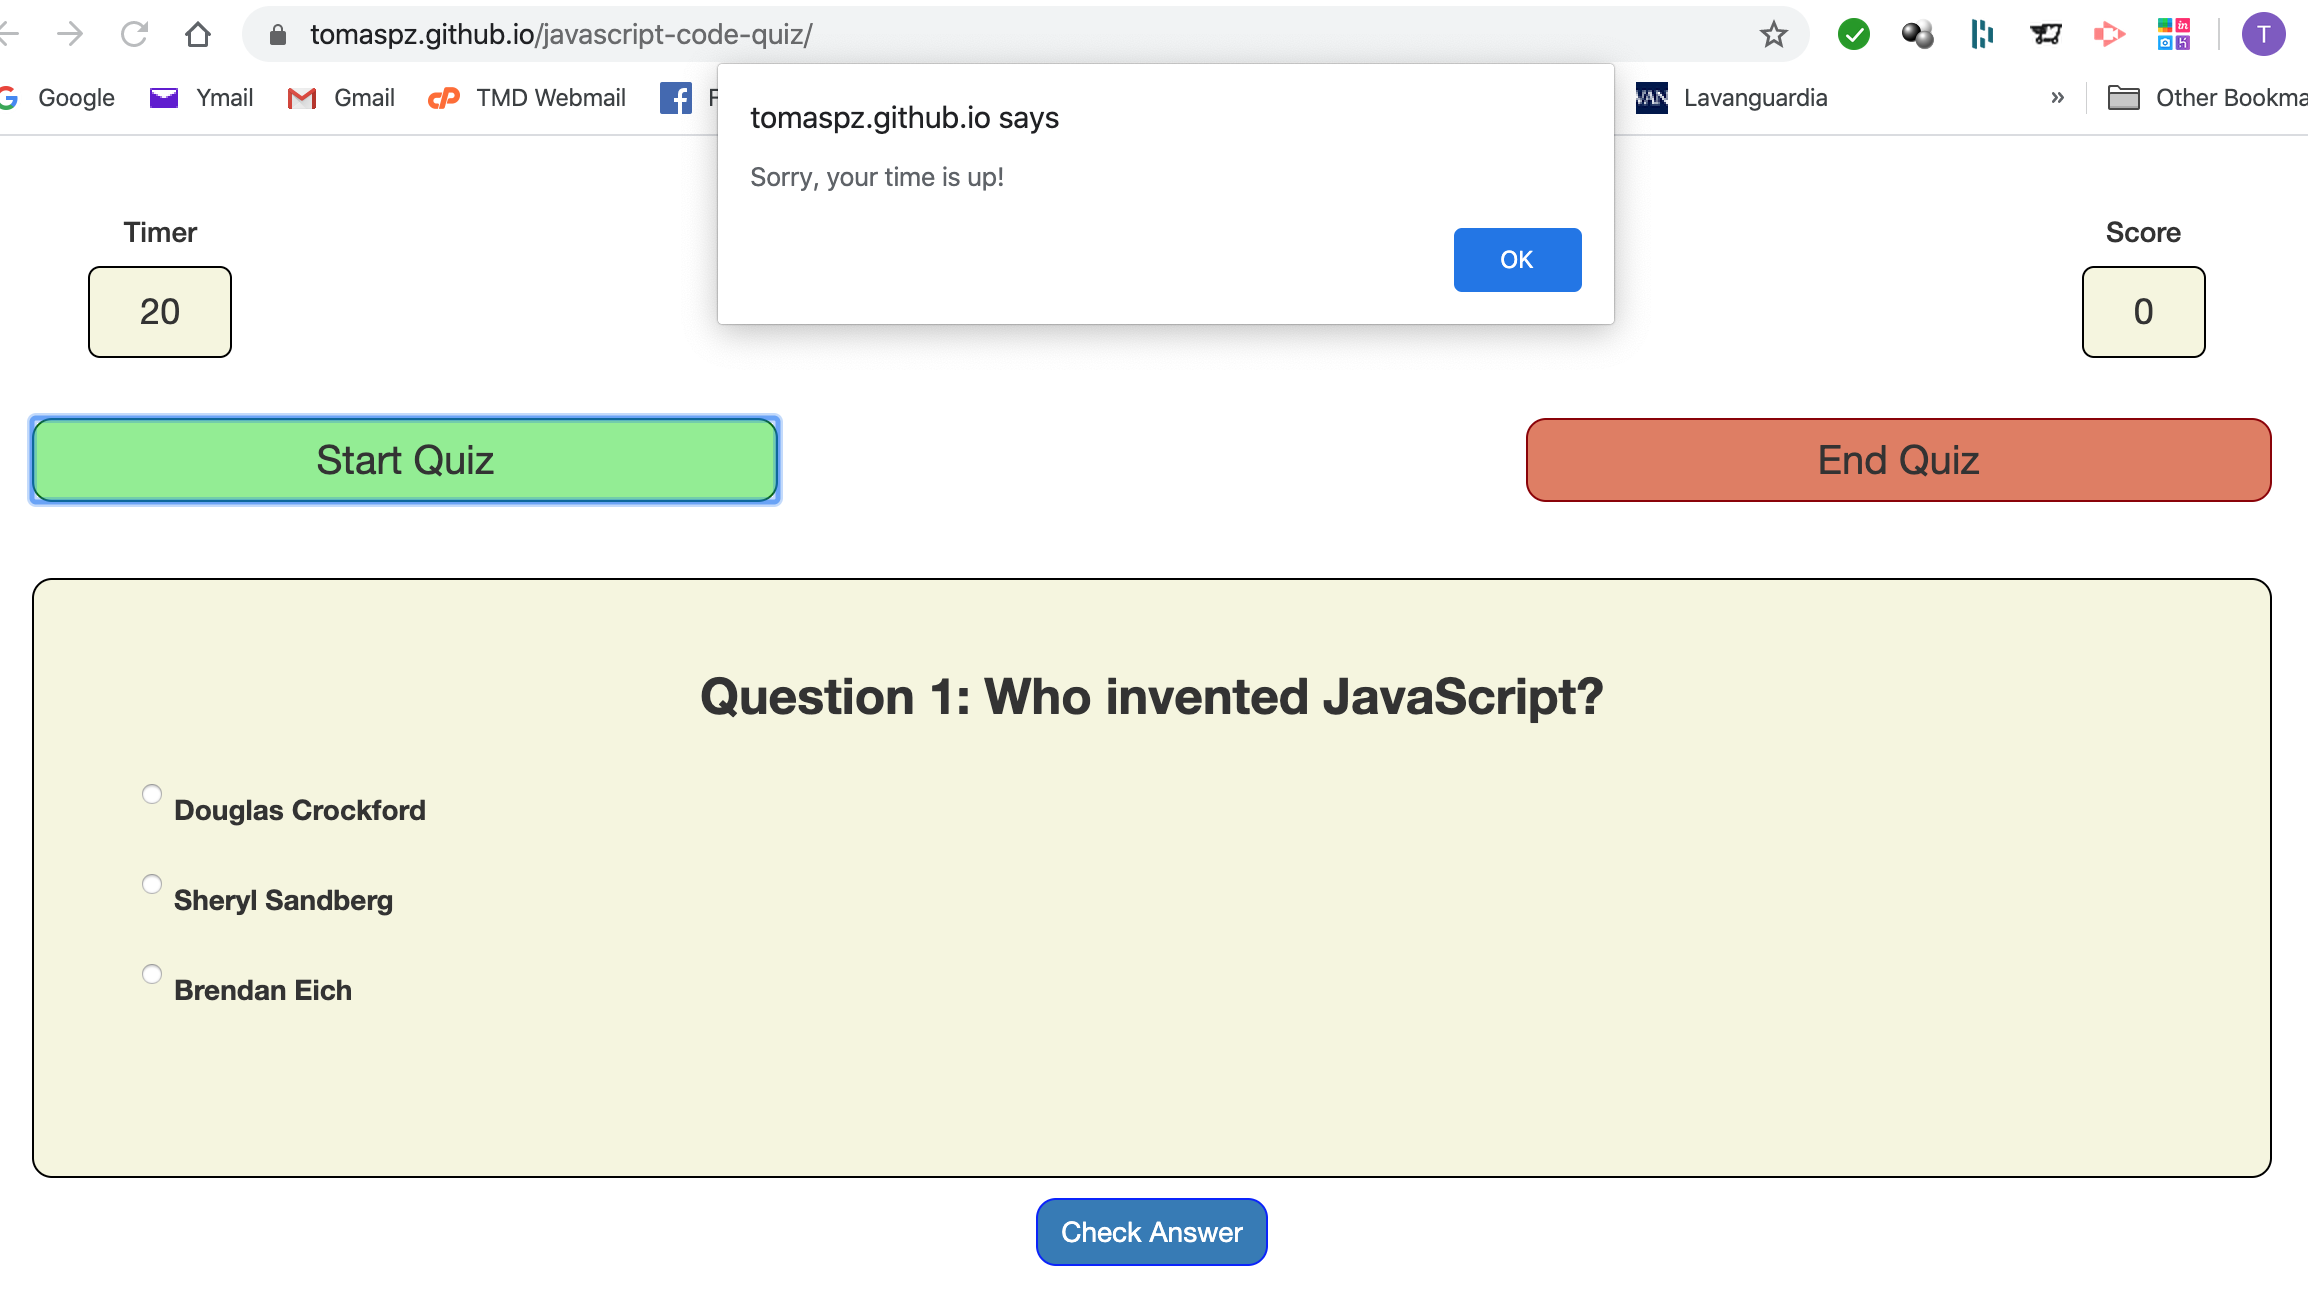 tomaspz.github.io/javascript-code-quiz/
T
Google Ymail Gmail TMD Webmail F Lavanguardia » Other Bookma
tomaspz.github.io says
Sorry, your time is up!
OK
Timer
20
Score
0
Start Quiz
End Quiz
Question 1: Who invented JavaScript?
Douglas Crockford
Sheryl Sandberg
Brendan Eich
Check Answer